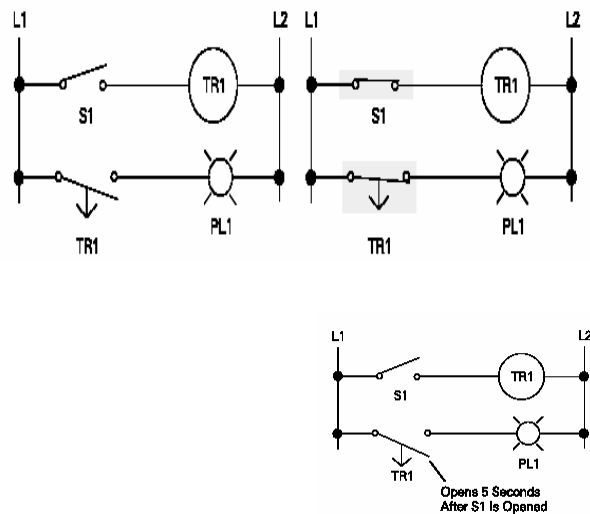 L1 L2 L1 L2
TR1 TR1
S1 S1
PL1 PL1
TR1 TR1
L1 L2
TR1
S1
PL1
TR1
Opens 5 Seconds
After S1 Is Opened